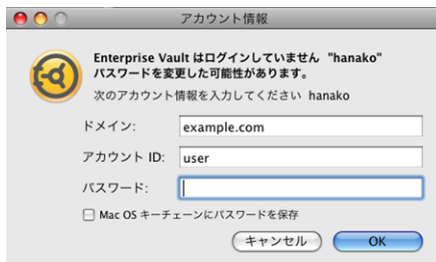 アカウント情報
Enterprise Vault はログインしていません "hanako"
パスワードを変更した可能性があります。
次のアカウント情報を入力してください hanako
ドメイン: example.com
アカウント ID: user
パスワード:
Mac OS キーチェーンにパスワードを保存
キャンセル OK